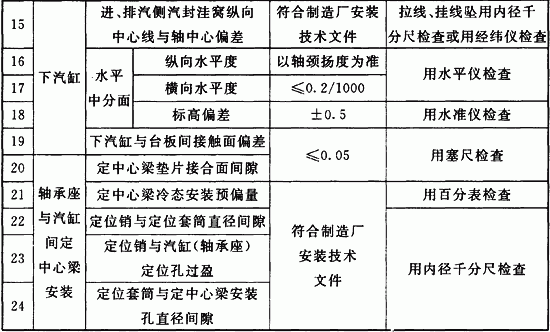 15
下汽缸
进、排汽侧汽封洼窝纵向
中心线与轴中心偏差
符合制造厂安装
技术文件
拉线、挂线坠用内径千
分尺检查或用经纬仪检查
16
水平
中分面
纵向水平度
以轴颈扬度为准
用水平仪检查
17
横向水平度
≤0.2/1000
18
标高偏差
±0.5
用水准仪检查
19
下汽缸与台板间接触面偏差
≤0.05
用塞尺检查
20
轴承座
与汽缸
间定
中心梁
安装
定中心梁垫片接合面间隙
21
定中心梁冷态安装预偏量
符合制造厂
安装技术
文件
用百分表检查
22
定位销与定位套筒直径间隙
用内径千分尺检查
23
定位销与汽缸(轴承座)
定位孔过盈
24
定位套筒与定中心梁安装
孔直径间隙